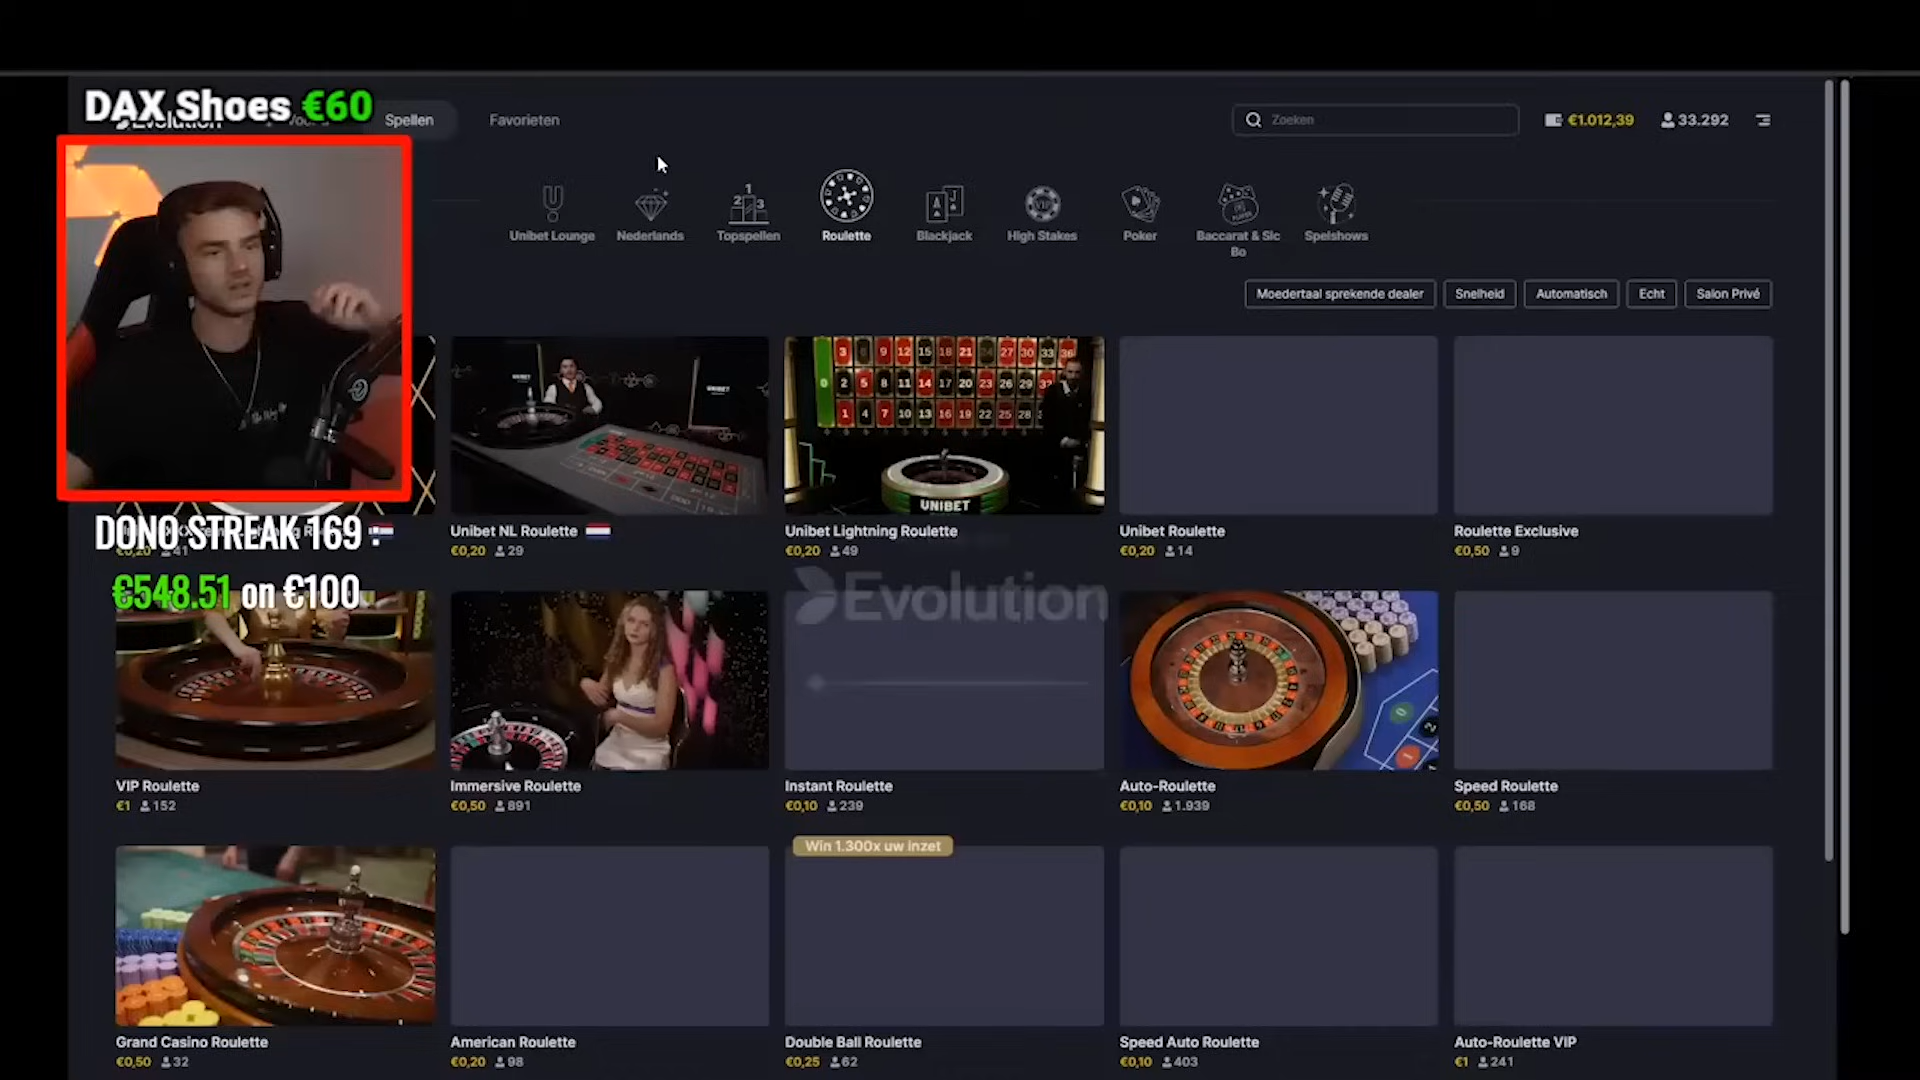 DAX Shoes €60
Evolution
Spellen
Favorieten
Zoeken
€1.012,39
33.292
Unibet Lounge
Nederlands
Topspellen
Roulette
Blackjack
High Stakes
Poker
Baccarat & Sic Bo
Spelshows
Moedertaal sprekende dealer
Snelheid
Automatisch
Echt
Salon Privé
DONO STREAK 169
€0,20 41
€548.51 on €100
Unibet NL Roulette
€0,20 29
UNIBET
Unibet Lightning Roulette
€0,20 49
Unibet Roulette
€0,20 14
Roulette Exclusive
€0,50 9
Evolution
VIP Roulette
€1 152
Immersive Roulette
€0,50 891
Instant Roulette
€0,10 239
Auto-Roulette
€0,10 1.939
Speed Roulette
€0,50 168
Win 1.300x uw inzet
Grand Casino Roulette
€0,50 32
American Roulette
€0,20 98
Double Ball Roulette
€0,25 62
Speed Auto Roulette
€0,10 403
Auto-Roulette VIP
€1 241